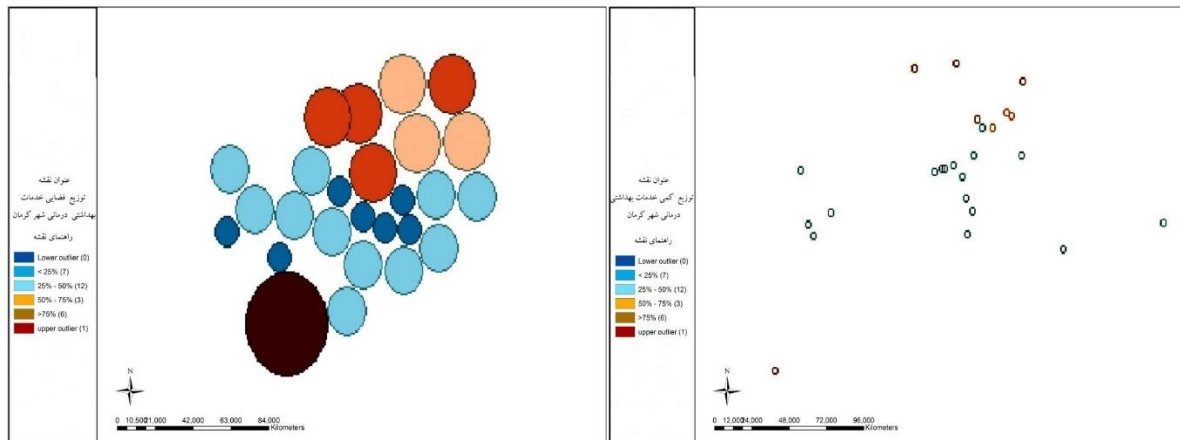 عنوان نقشه
توزیع فضایی خدمات
بهداشتی درمانی شهر کرمان
راهنمای نقشه
Lower outlier (0)
< 25% (7)
25% - 50% (12)
50% - 75% (3)
>75% (6)
upper outlier (1)
N
0 10,500 21,000 42,000 63,000 84,000
Kilometers
عنوان نقشه
توزیع کمی خدمات بهداشتی
درمانی شهر کرمان
راهنمای نقشه
Lower outlier (0)
< 25% (7)
25% - 50% (12)
50% - 75% (3)
>75% (6)
upper outlier (1)
N
0 12,000 24,000 48,000 72,000 96,000
Kilometers